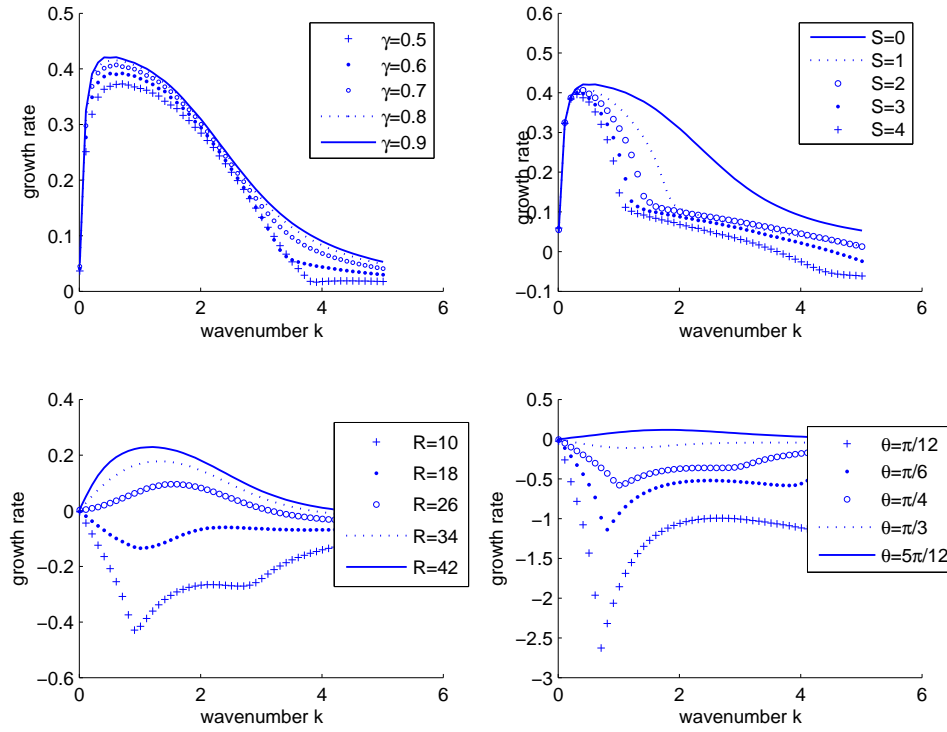 0.5
0.4
0.3
0.2
0.1
0
0 2 4 6
growth rate
wavenumber k
γ=0.5
γ=0.6
γ=0.7
γ=0.8
γ=0.9
0.6
0.5
0.4
0.3
0.2
0.1
0
−0.1
0 2 4 6
growth rate
wavenumber k
S=0
S=1
S=2
S=3
S=4
0.4
0.2
0
−0.2
−0.4
−0.6
0 2 4 6
growth rate
wavenumber k
R=10
R=18
R=26
R=34
R=42
0.5
0
−0.5
−1
−1.5
−2
−2.5
−3
0 2 4 6
growth rate
wavenumber k
θ=π/12
θ=π/6
θ=π/4
θ=π/3
θ=5π/12